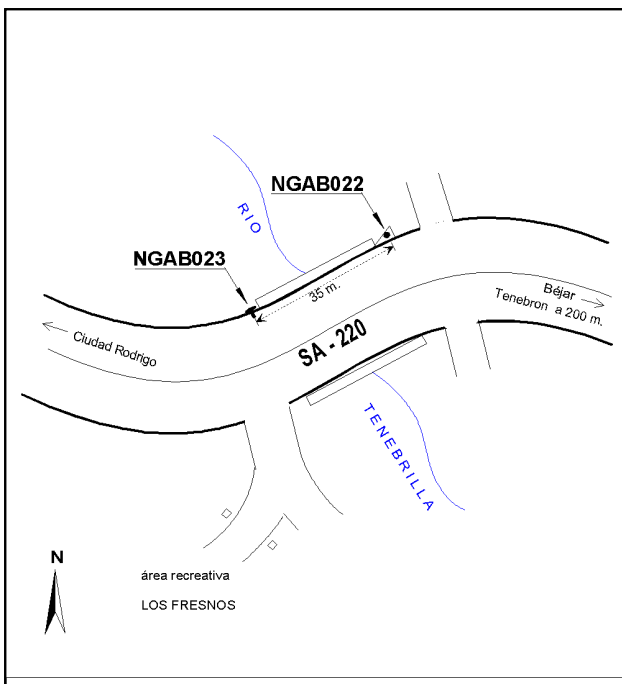 NGAB022
RIO
NGAB023
35 m.
Béjar
Tenebron a 200 m.
Ciudad Rodrigo
SA - 220
TENEBRILLA
N
área recreativa
LOS FRESNOS